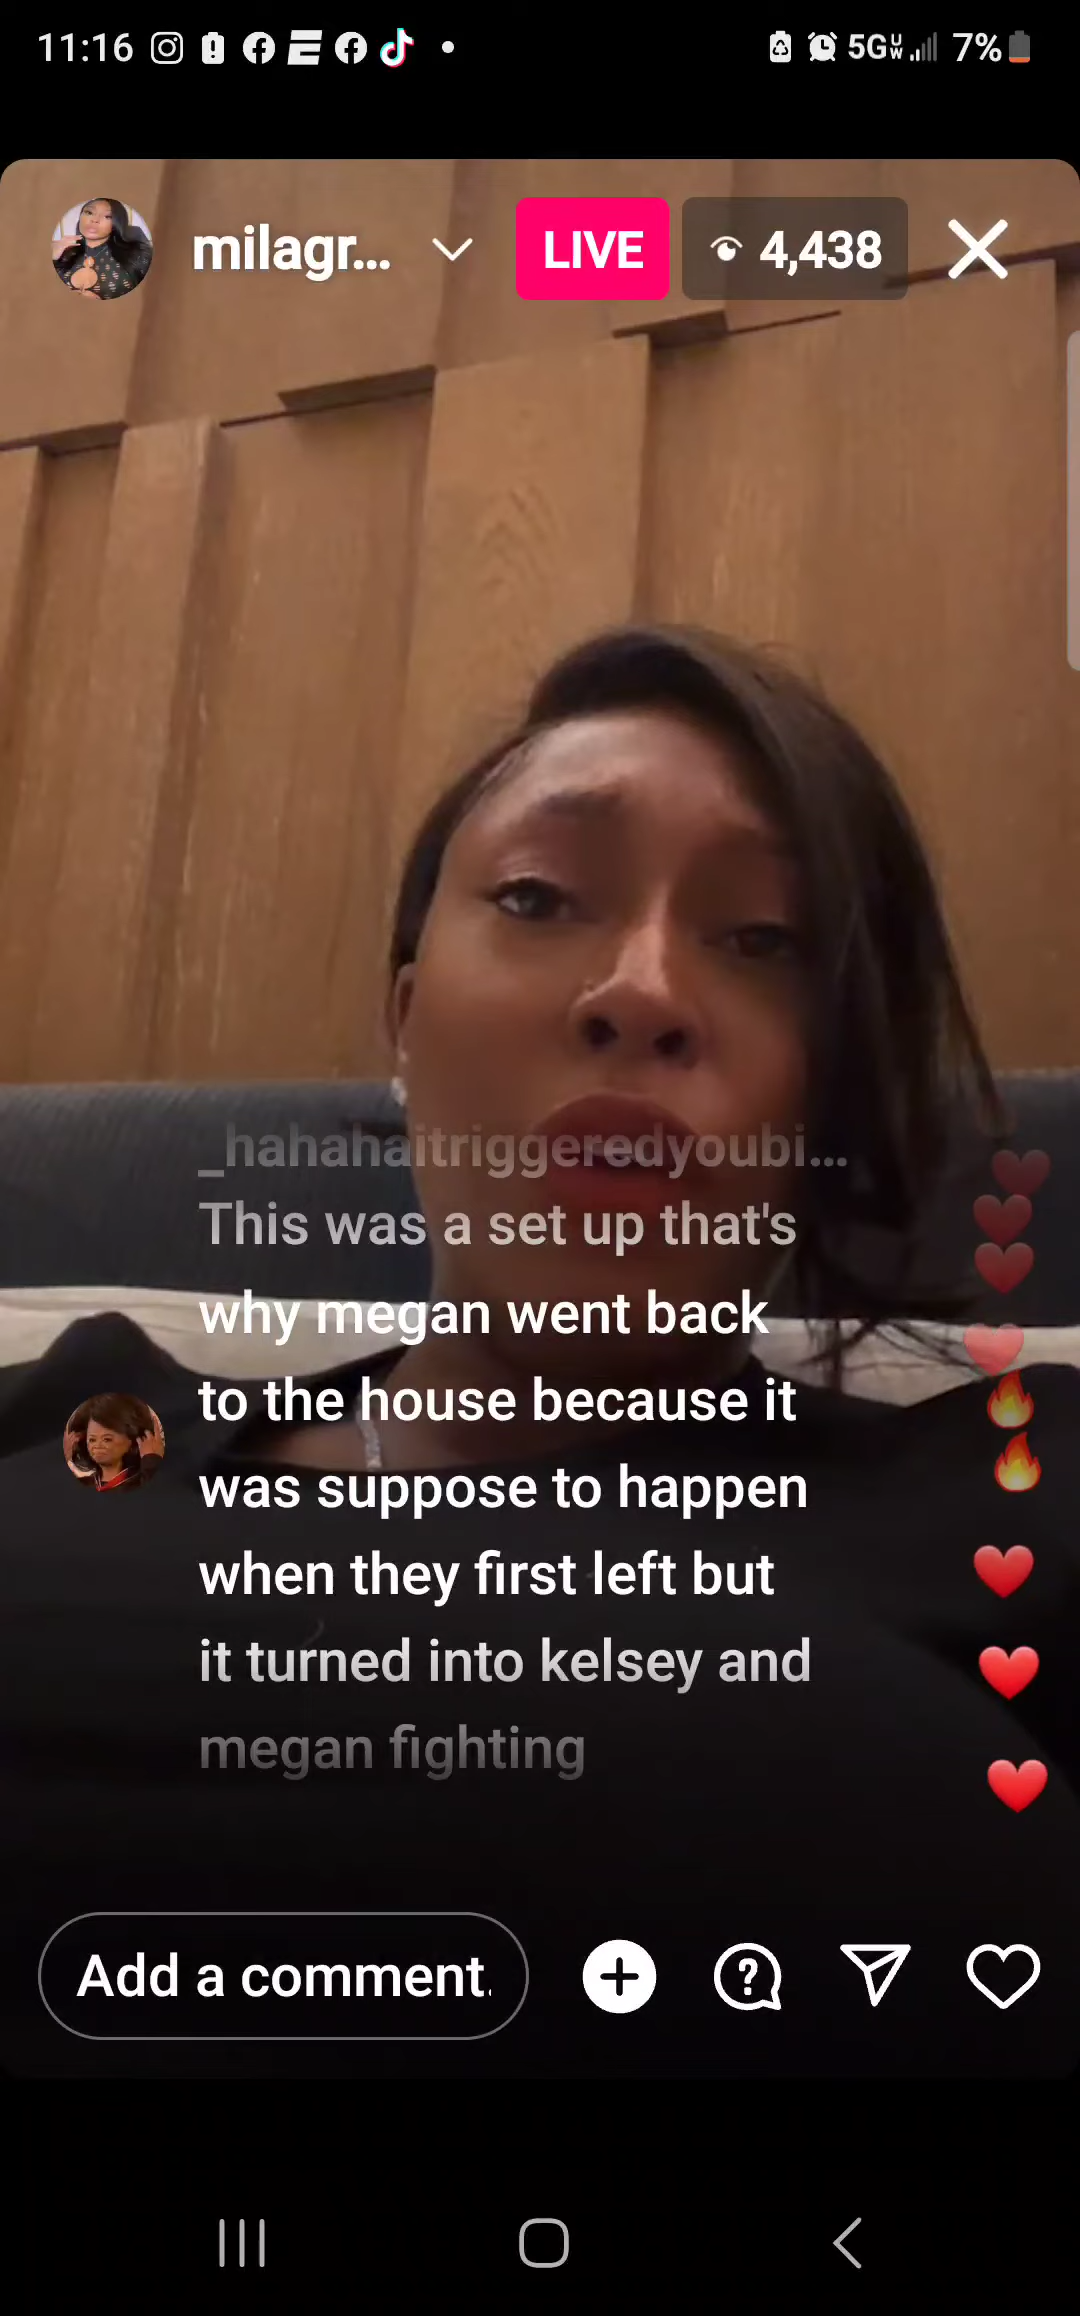 11:16
5G
7%
milagr...
LIVE
4,438
_hahahaitriggeredyoubi...
This was a set up that's
why megan went back
to the house because it
was suppose to happen
when they first left but
it turned into kelsey and
megan fighting
Add a comment.